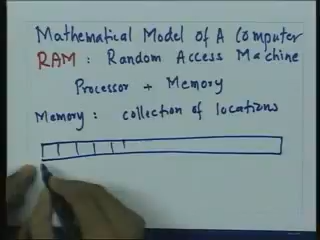 Mathematical Model of A Computer
RAM : Random Access Machine
Processor + Memory
Memory : collection of locations